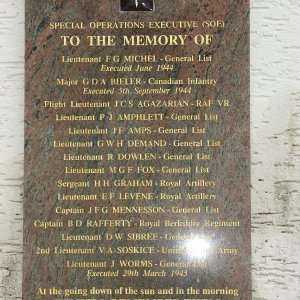 SPECIAL OPERATIONS EXECUTIVE (SOE)
TO THE MEMORY OF
Lieutenant F G MICHEL - General List
Executed June 1944
Major G D A BIELER - Canadian Infantry
Executed 5th. September 1944
Flight Lieutenant J C S AGAZARIAN - RAF VR
Lieutenant P J AMPHLETT - General List
Lieutenant J F AMPS - General List
Lieutenant G W H DEMAND - General List
Lieutenant R DOWLEN - General List
Lieutenant M G F FOX - General List
Sergeant H H GRAHAM - Royal Artillery
Lieutenant E F LEVENE - Royal Artillery
Captain J F G MENNESSON - General List
Captain B D RAFFERTY - Royal Berkshire Regiment
Lieutenant D W SIBREE - General List
2nd Lieutenant V A SOSKICE - United Army
Lieutenant J WORMS - General List
Executed 29th March 1945
At the going down of the sun and in the morning